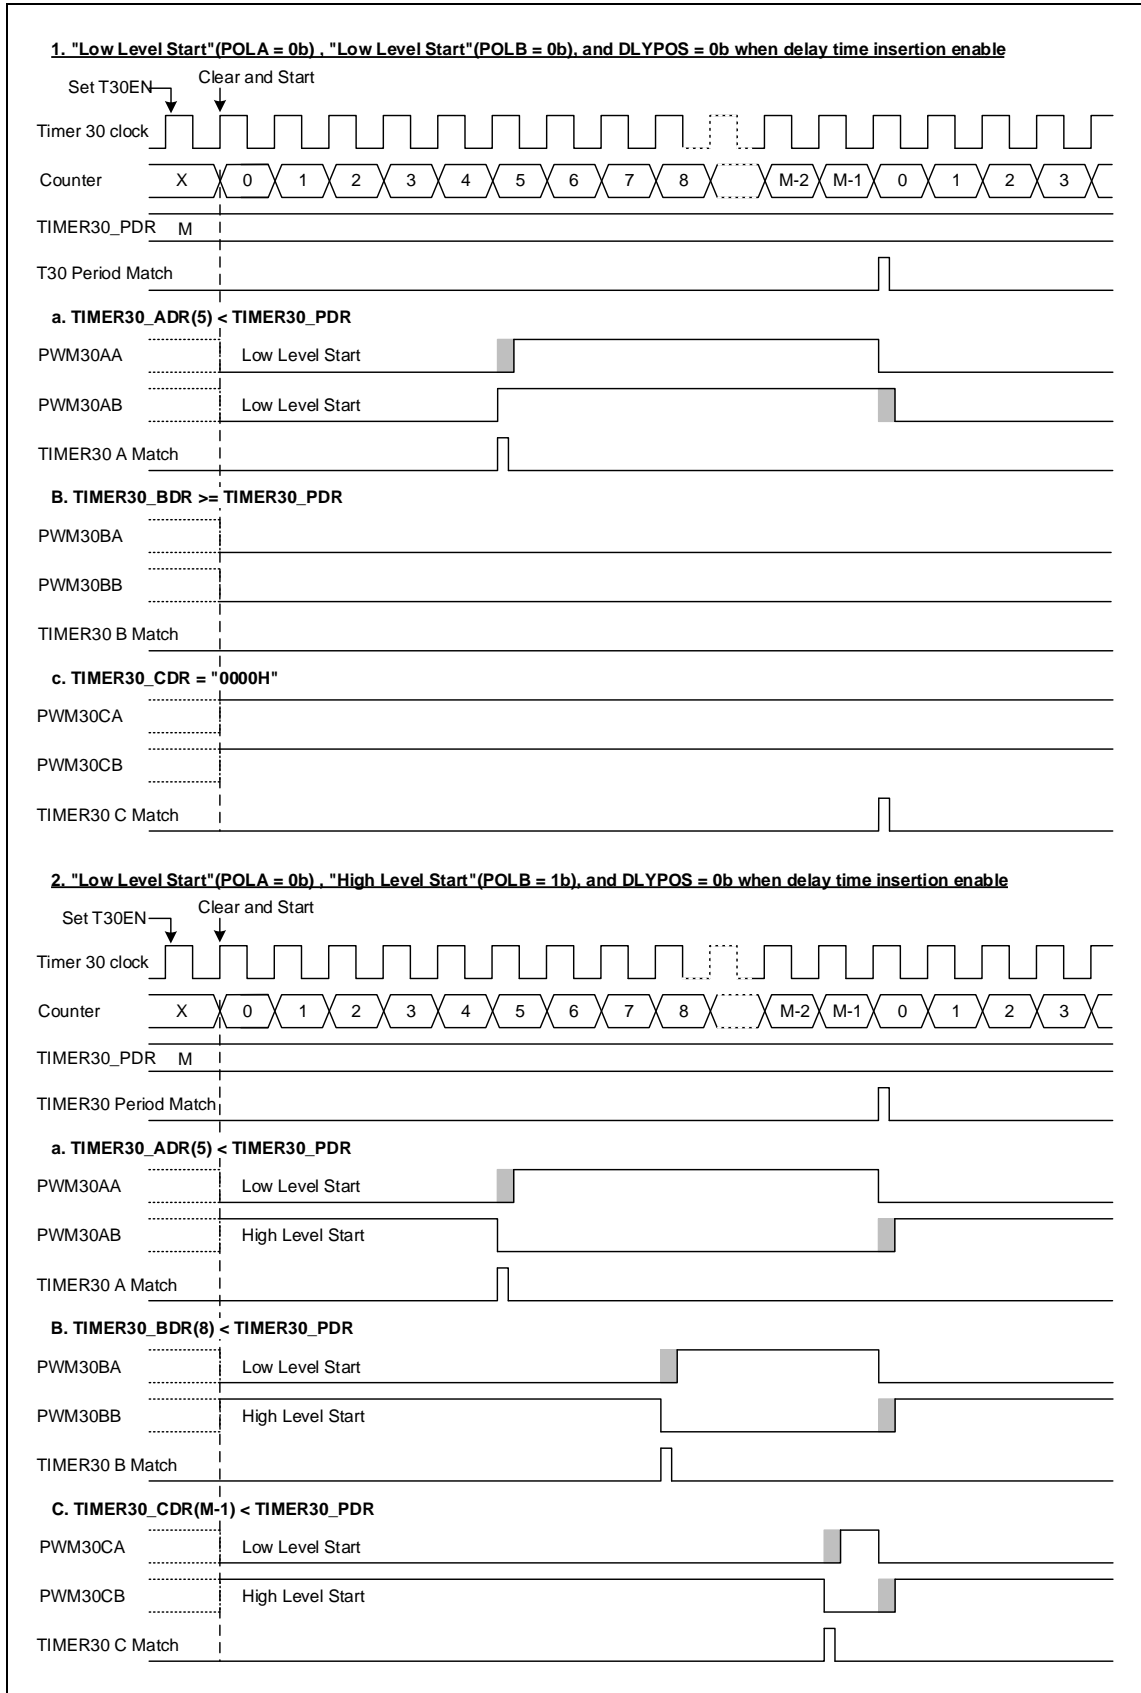 1. "Low Level Start"(POLA = 0b) , "Low Level Start"(POLB = 0b), and DLYPOS = 0b when delay time insertion enable
Set T30EN Clear and Start
Timer 30 clock
Counter X 0 1 2 3 4 5 6 7 8 M-2 M-1 0 1 2 3
TIMER30_PDR M
T30 Period Match
a. TIMER30_ADR(5) < TIMER30_PDR
PWM30AA Low Level Start
PWM30AB Low Level Start
TIMER30 A Match
B. TIMER30_BDR >= TIMER30_PDR
PWM30BA
PWM30BB
TIMER30 B Match
c. TIMER30_CDR = "0000H"
PWM30CA
PWM30CB
TIMER30 C Match
2. "Low Level Start"(POLA = 0b) , "High Level Start"(POLB = 1b), and DLYPOS = 0b when delay time insertion enable
Set T30EN Clear and Start
Timer 30 clock
Counter X 0 1 2 3 4 5 6 7 8 M-2 M-1 0 1 2 3
TIMER30_PDR M
TIMER30 Period Match
a. TIMER30_ADR(5) < TIMER30_PDR
PWM30AA Low Level Start
PWM30AB High Level Start
TIMER30 A Match
B. TIMER30_BDR(8) < TIMER30_PDR
PWM30BA Low Level Start
PWM30BB High Level Start
TIMER30 B Match
C. TIMER30_CDR(M-1) < TIMER30_PDR
PWM30CA Low Level Start
PWM30CB High Level Start
TIMER30 C Match